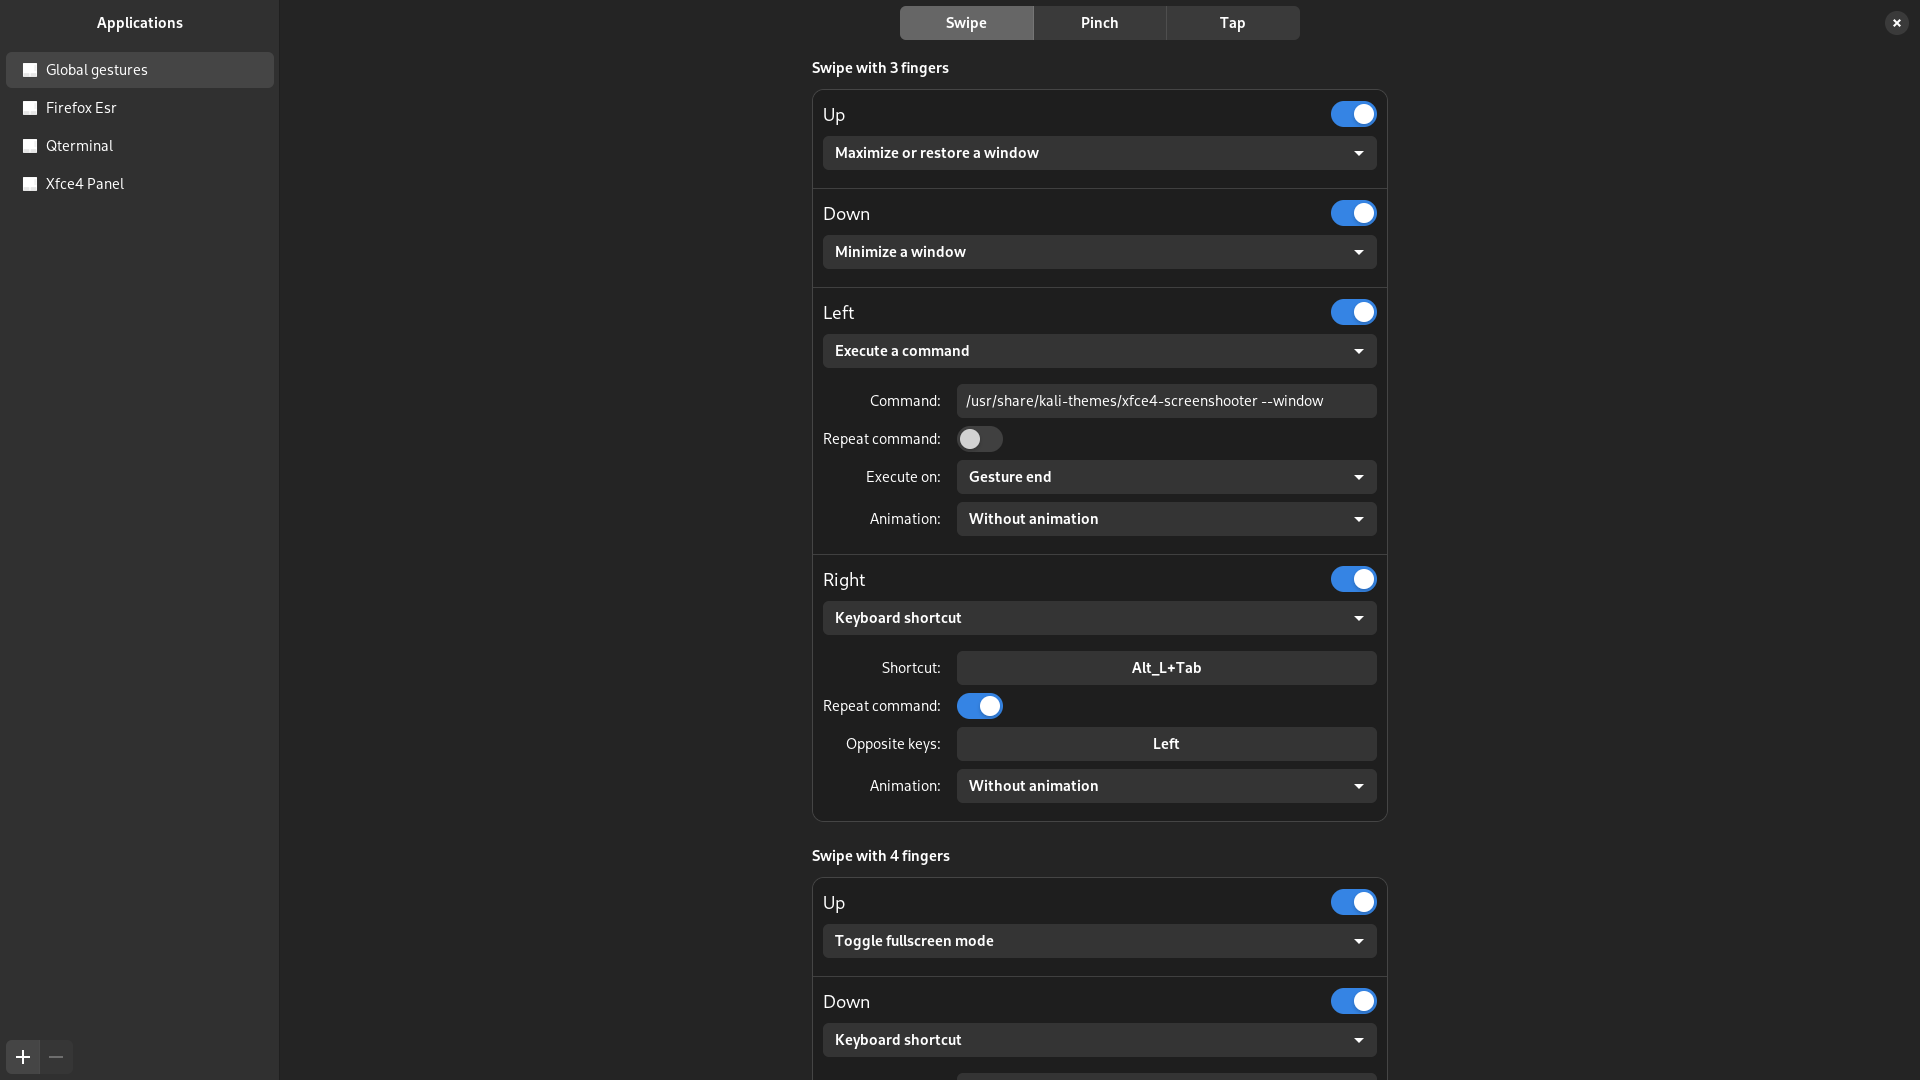 Applications
Global gestures
Firefox Esr
Qterminal
Xfce4 Panel
Swipe
Pinch
Tap
Swipe with 3 fingers
Up
Maximize or restore a window
Down
Minimize a window
Left
Execute a command
Command: /usr/share/kali-themes/xfce4-screenshooter --window
Repeat command:
Execute on: Gesture end
Animation: Without animation
Right
Keyboard shortcut
Shortcut: Alt_L+Tab
Repeat command:
Opposite keys: Left
Animation: Without animation
Swipe with 4 fingers
Up
Toggle fullscreen mode
Down
Keyboard shortcut